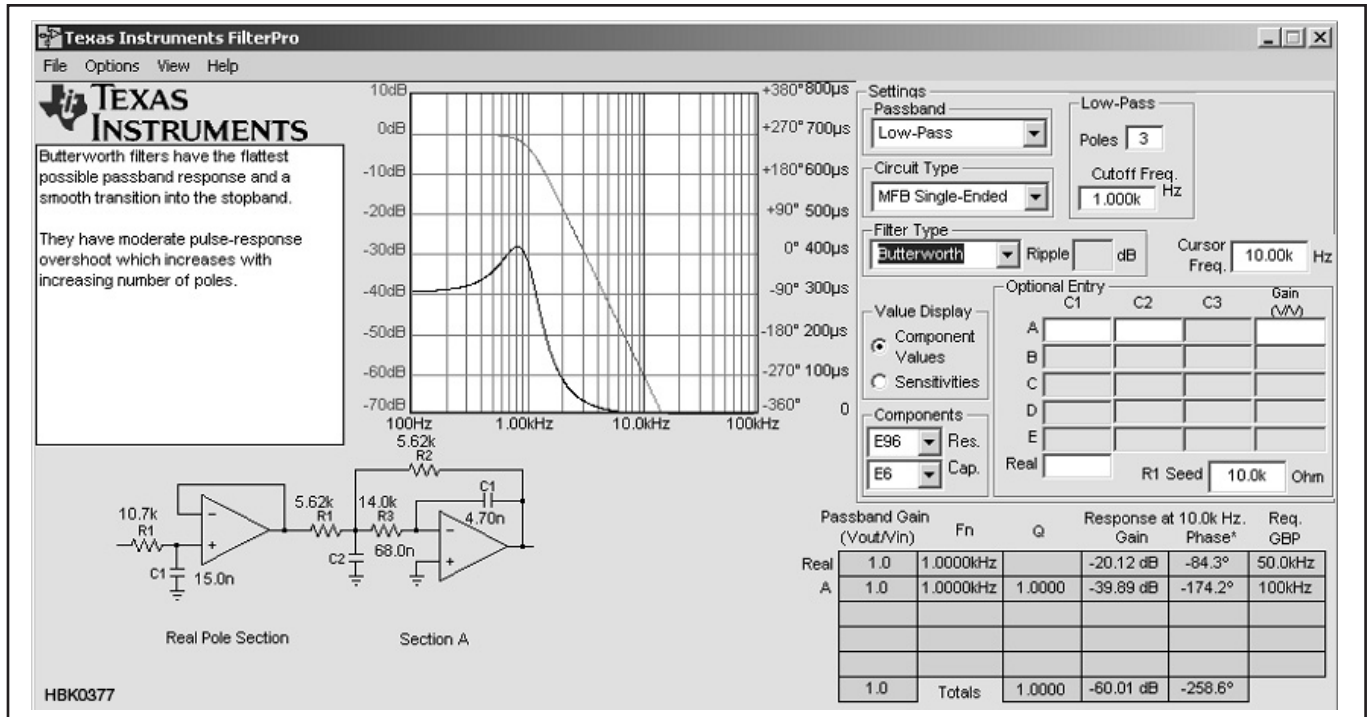 Texas Instruments FilterPro
File Options View Help
TEXAS INSTRUMENTS
Butterworth filters have the flattest
possible passband response and a
smooth transition into the stopband.
They have moderate pulse-response
overshoot which increases with
increasing number of poles.
10dB
0dB
-10dB
-20dB
-30dB
-40dB
-50dB
-60dB
-70dB
+380° 800µs
+270° 700µs
+180° 600µs
+90° 500µs
0° 400µs
-90° 300µs
-180° 200µs
-270° 100µs
-360° 0
100Hz 1.00kHz 10.0kHz 100kHz
Settings
Passband
Low-Pass
Low-Pass
Poles 3
Cutoff Freq.
1.000k Hz
Circuit Type
MFB Single-Ended
Filter Type
Butterworth
Ripple dB
Cursor Freq. 10.00k Hz
Value Display
Component Values
Sensitivities
Components
E96 Res.
E6 Cap.
Optional Entry
C1 C2 C3 Gain (V/V)
A
B
C
D
E
Real
R1 Seed 10.0k Ohm
5.62k
R2
10.7k
R1
C1 15.0n
5.62k
R1
14.0k
R3
C1
4.70n
C2 68.0n
- +
- +
Real Pole Section
Section A
Passband Gain (Vout/Vin) Fn Q Response at 10.0k Hz. Gain Phase* Req. GBP
Real 1.0 1.0000kHz -20.12 dB -84.3° 50.0kHz
A 1.0 1.0000kHz 1.0000 -39.89 dB -174.2° 100kHz
1.0 Totals 1.0000 -60.01 dB -258.6°
HBK0377